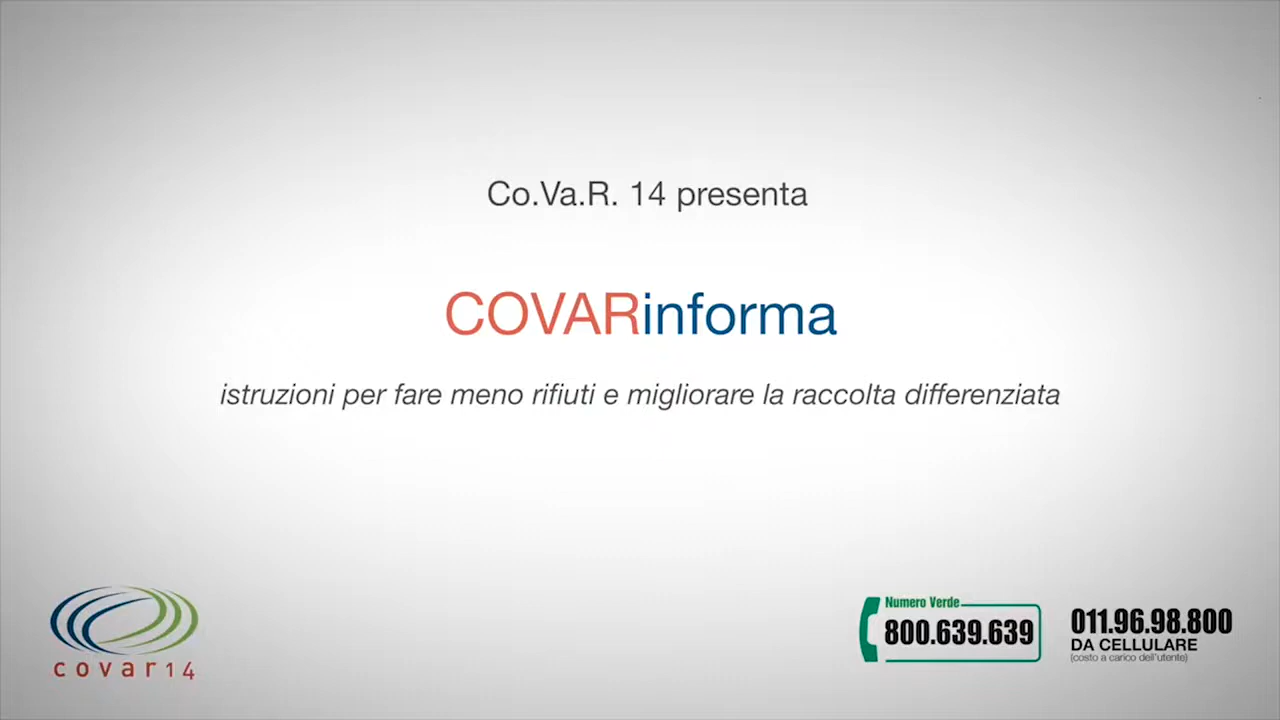 Co.Va.R. 14 presenta
COVARinforma
istruzioni per fare meno rifiuti e migliorare la raccolta differenziata
covar14
Numero Verde
800.639.639
011.96.98.800
DA CELLULARE
(costo a carico dell'utente)